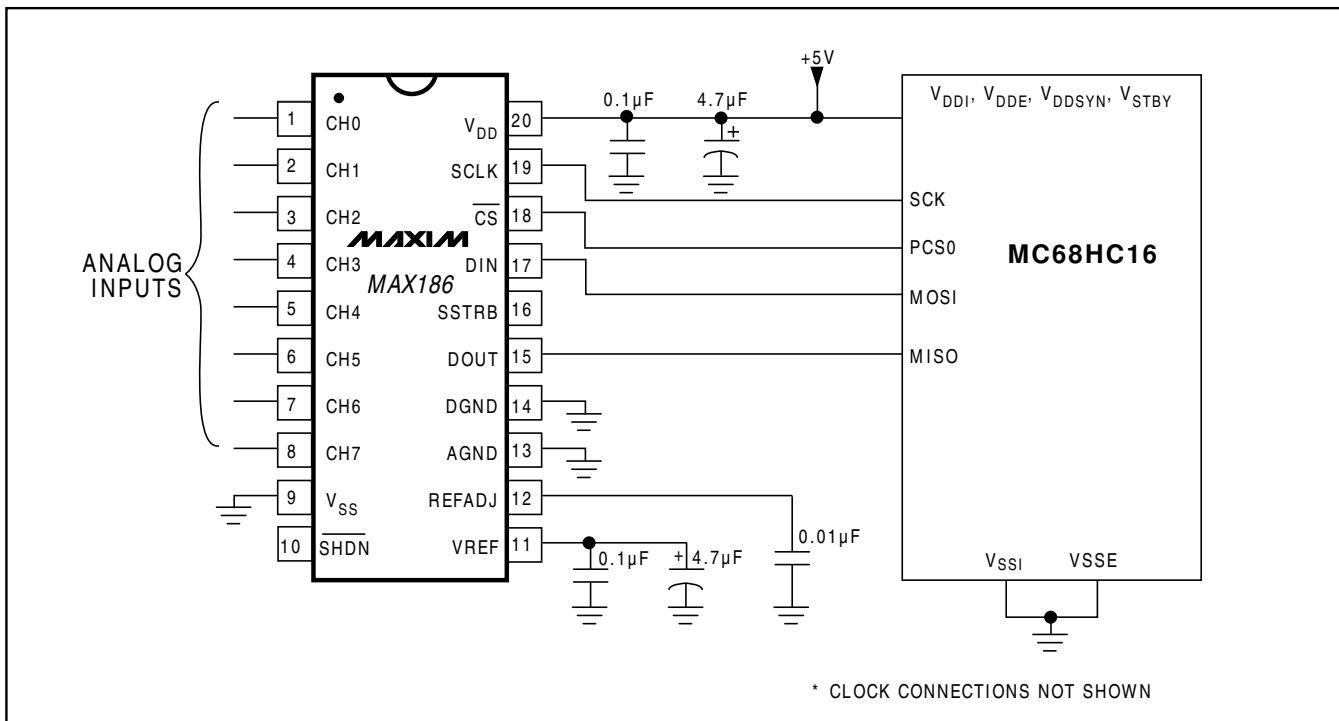 +5V
0.1µF
4.7µF
+
V_DDI, V_DDE, V_DDSYN, V_STBY
1 CH0
V_DD 20
2 CH1
SCLK 19
SCK
3 CH2
CS 18
PCS0
MAXIM
MC68HC16
ANALOG
INPUTS
4 CH3
DIN 17
MAX186
MOSI
5 CH4
SSTRB 16
6 CH5
DOUT 15
MISO
7 CH6
DGND 14
8 CH7
AGND 13
9 V_SS
REFADJ 12
10 SHDN
VREF 11
0.1µF
+ 4.7µF
0.01µF
V_SSI
VSSE
* CLOCK CONNECTIONS NOT SHOWN